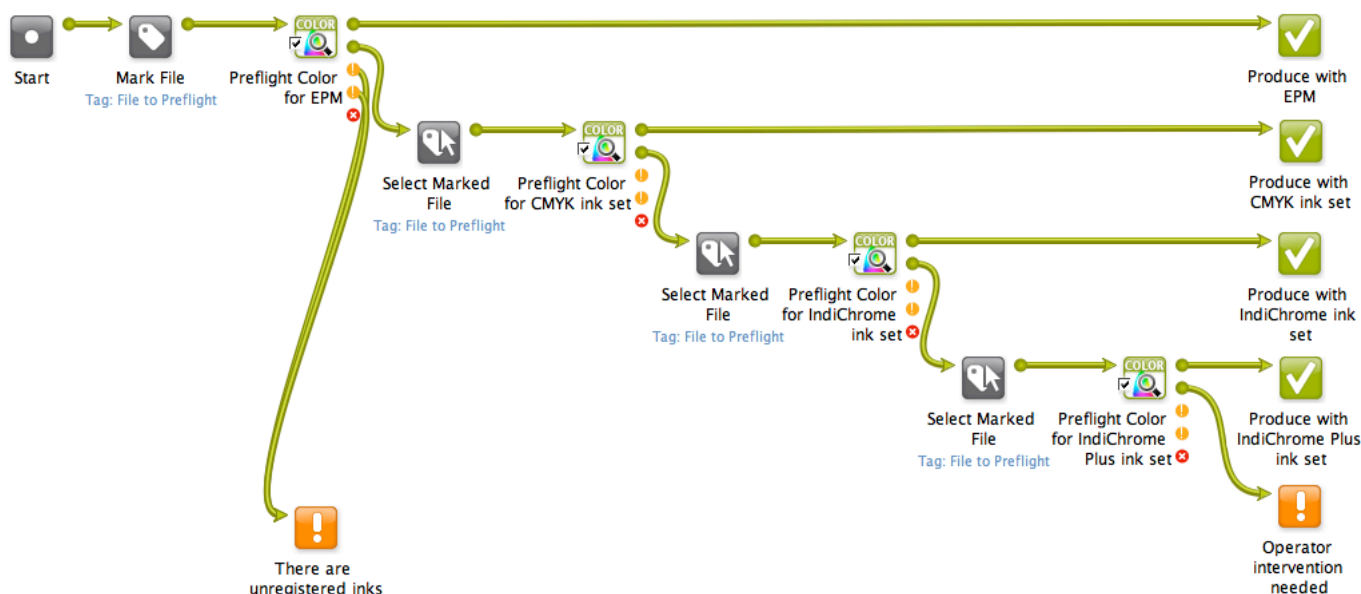 COLOR
Start
Mark File
Tag: File to Preflight
Preflight Color
for EPM
Produce with
EPM
COLOR
Select Marked
File
Tag: File to Preflight
Preflight Color
for CMYK ink set
Produce with
CMYK ink set
COLOR
Select Marked
File
Tag: File to Preflight
Preflight Color
for IndiChrome
ink set
Produce with
IndiChrome ink
set
COLOR
Select Marked
File
Tag: File to Preflight
Preflight Color
for IndiChrome
Plus ink set
Produce with
IndiChrome Plus
ink set
There are
unregistered inks
Operator
intervention
needed